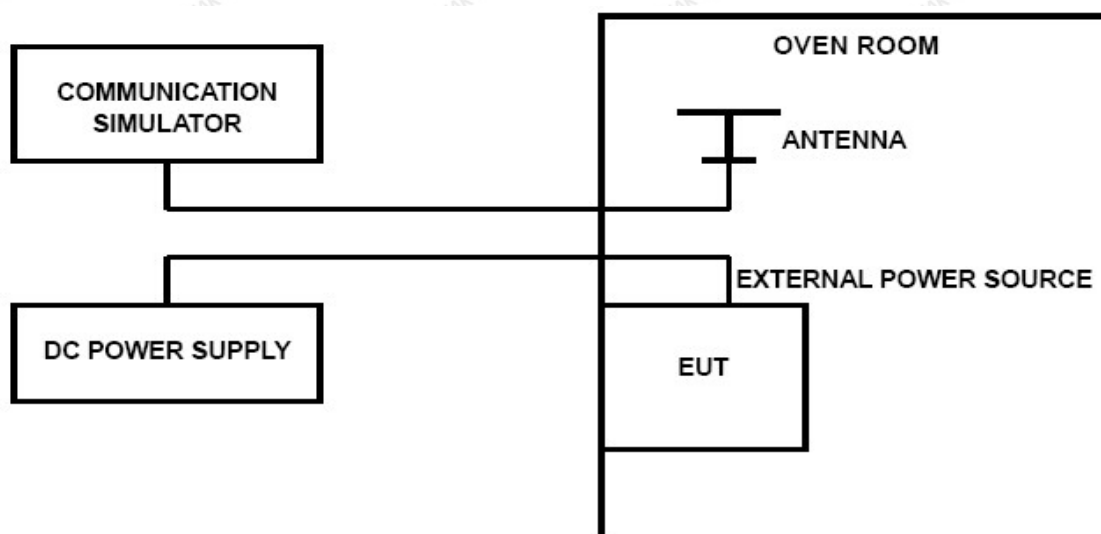 OVEN ROOM
COMMUNICATION
SIMULATOR
ANTENNA
EXTERNAL POWER SOURCE
DC POWER SUPPLY
EUT